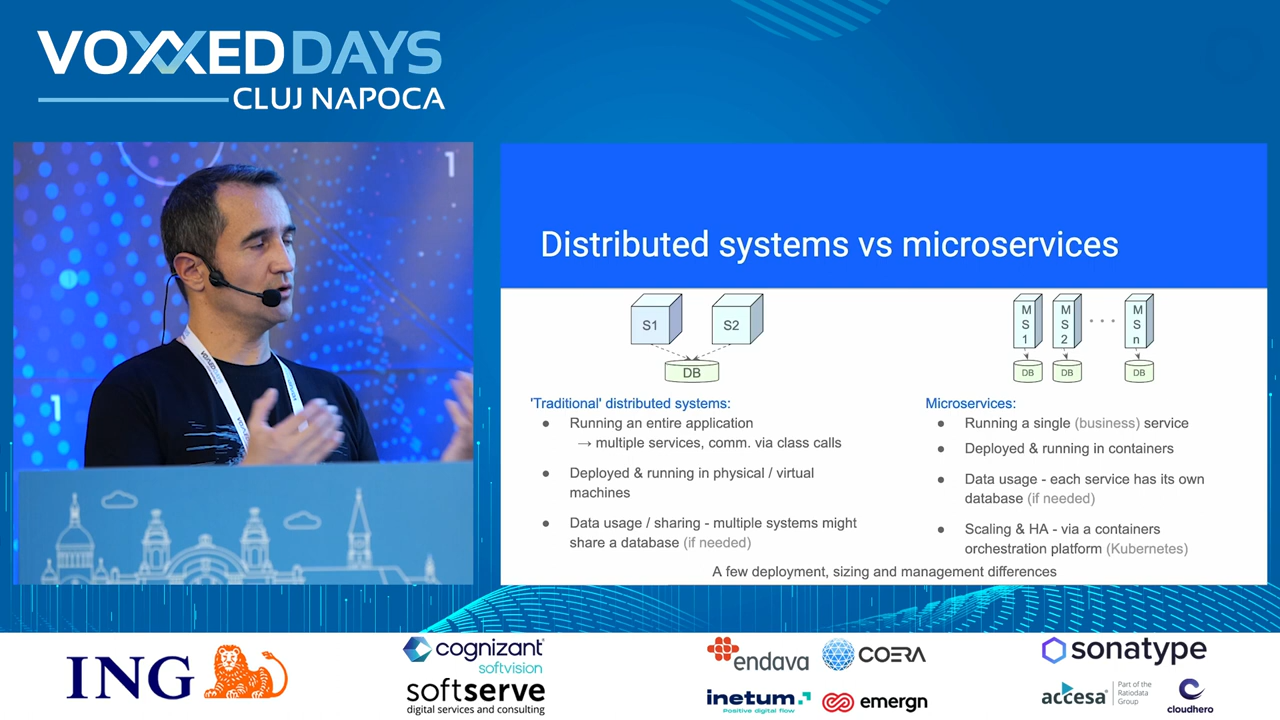 VOXXEDDAYS
CLUJ NAPOCA
1
1
Distributed systems vs microservices
S1
S2
DB
M
S
1
M
S
2
. . .
M
S
n
DB
DB
DB
'Traditional' distributed systems:
● Running an entire application
→ multiple services, comm. via class calls
● Deployed & running in physical / virtual
machines
● Data usage / sharing - multiple systems might
share a database (if needed)
Microservices:
● Running a single (business) service
● Deployed & running in containers
● Data usage - each service has its own
database (if needed)
● Scaling & HA - via a containers
orchestration platform (Kubernetes)
A few deployment, sizing and management differences
ING
cognizant
softvision
softserve
digital services and consulting
endava
COERA
inetum.
Positive digital flow
emergn
sonatype
accesa
Part of the
Ratiodata
Group
cloudhero